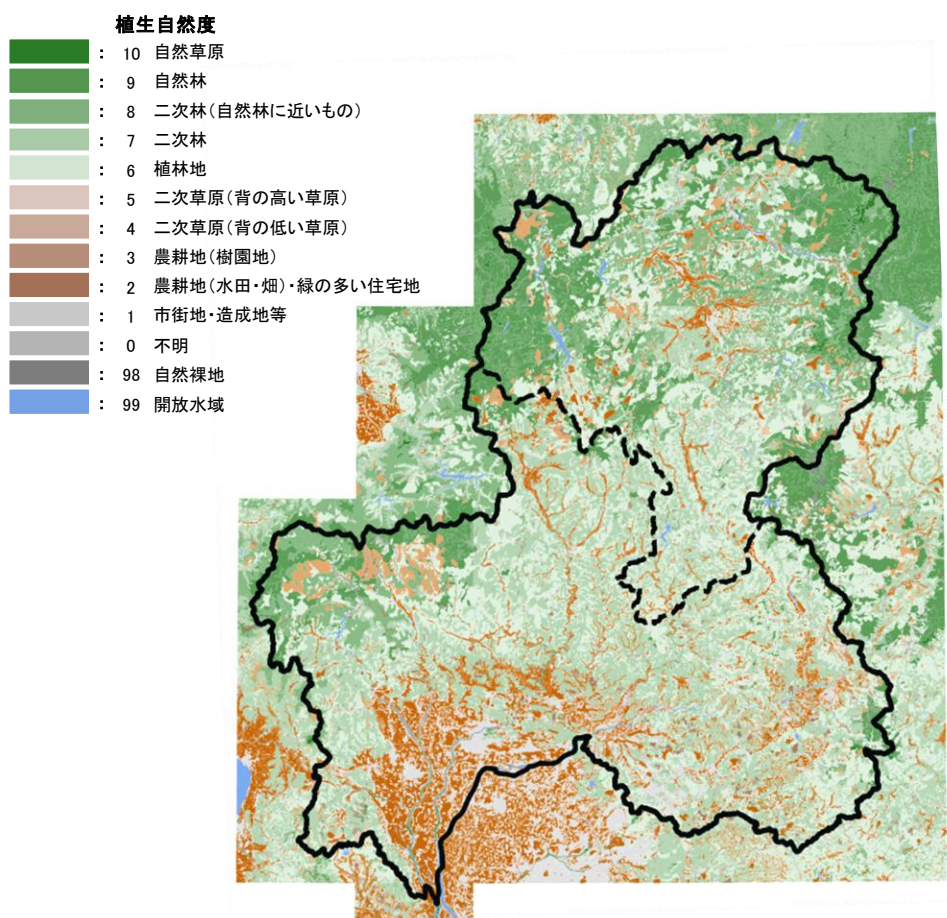 植生自然度
: 10 自然草原
: 9 自然林
: 8 二次林(自然林に近いもの)
: 7 二次林
: 6 植林地
: 5 二次草原(背の高い草原)
: 4 二次草原(背の低い草原)
: 3 農耕地(樹園地)
: 2 農耕地(水田・畑)・緑の多い住宅地
: 1 市街地・造成地等
: 0 不明
: 98 自然裸地
: 99 開放水域